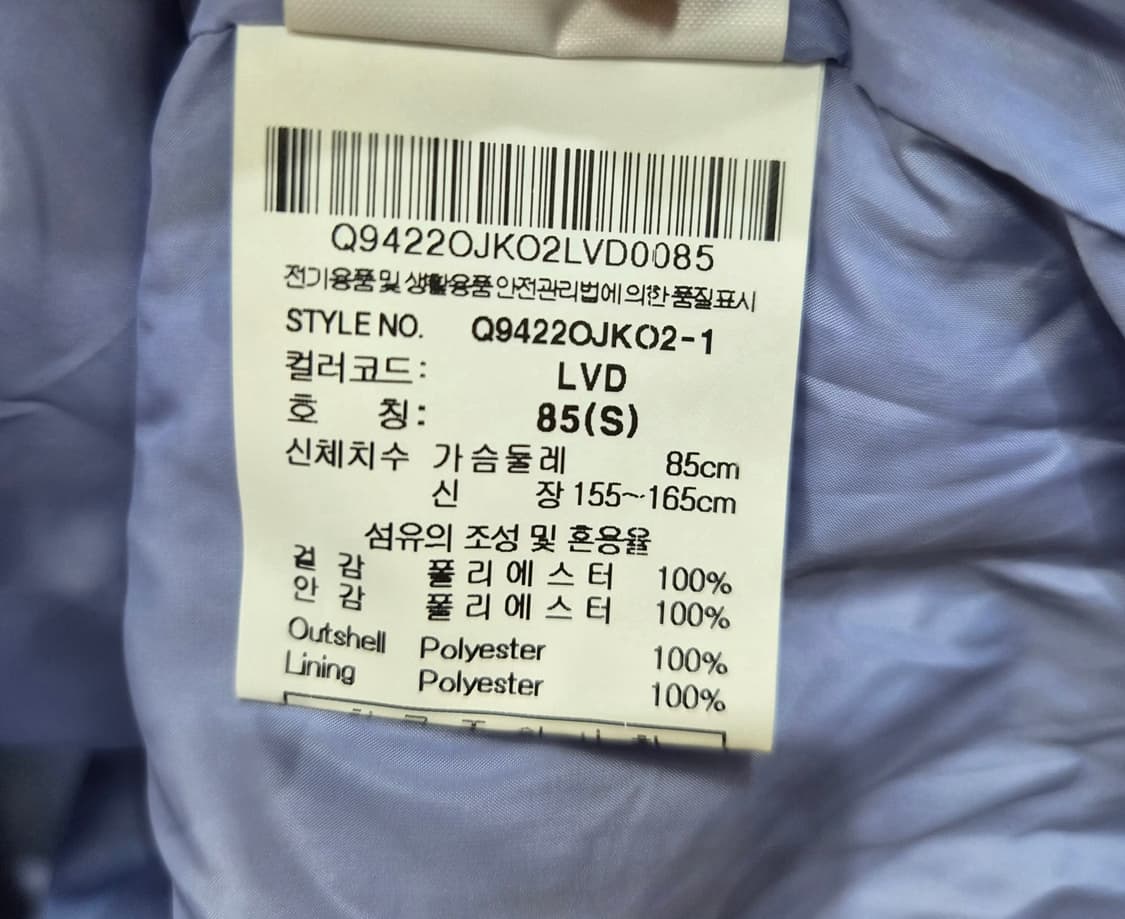 Q9422OJKO2LVD0085
전기용품및 생활용품 안전관리법에 의한 품질표시
STYLE NO. Q9422OJKO2-1
컬러코드: LVD
호 칭: 85(S)
신체치수 가슴둘레 85cm
신 장 155~165cm
섬유의 조성 및 혼용율
겉 감 폴리에스터 100%
안 감 폴리에스터 100%
Outshell Polyester 100%
Lining Polyester 100%